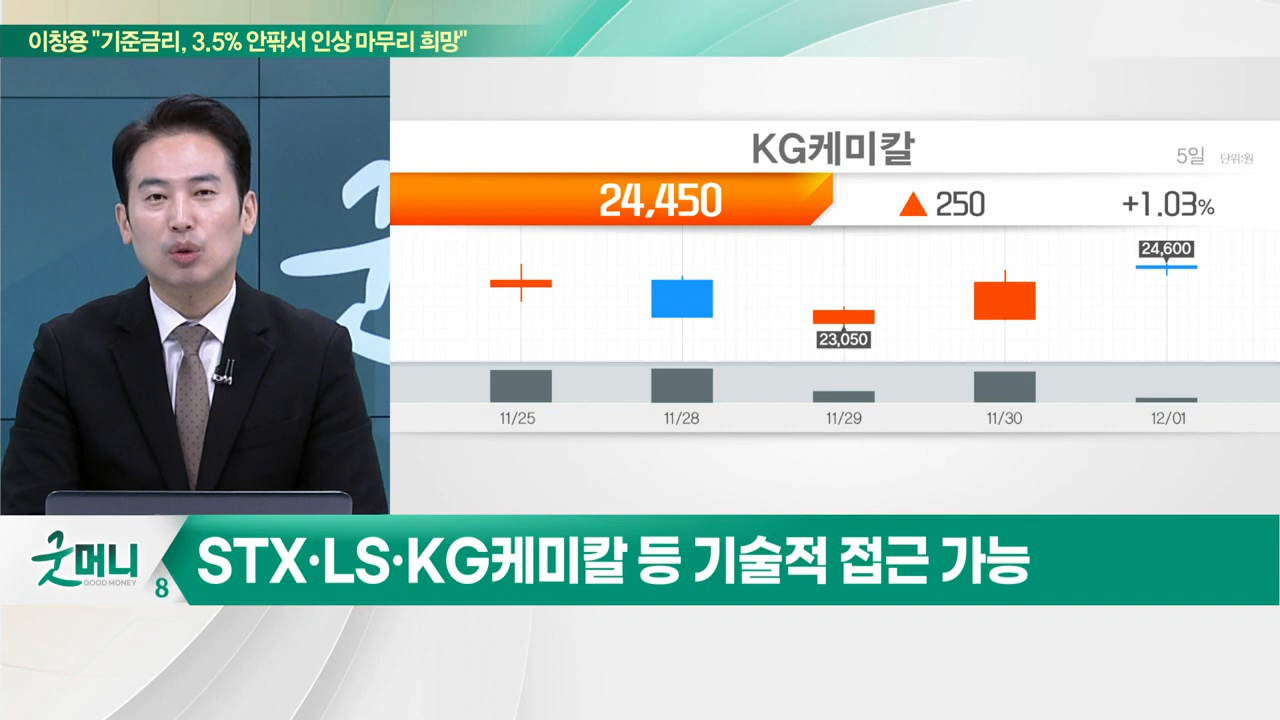 이창용 "기준금리, 3.5% 안팎서 인상 마무리 희망"
KG케미칼
5일 단위:원
24,450 ▲ 250 +1.03%
24,600
23,050
11/25 11/28 11/29 11/30 12/01
굿머니
GOOD MONEY
8
STX·LS·KG케미칼 등 기술적 접근 가능